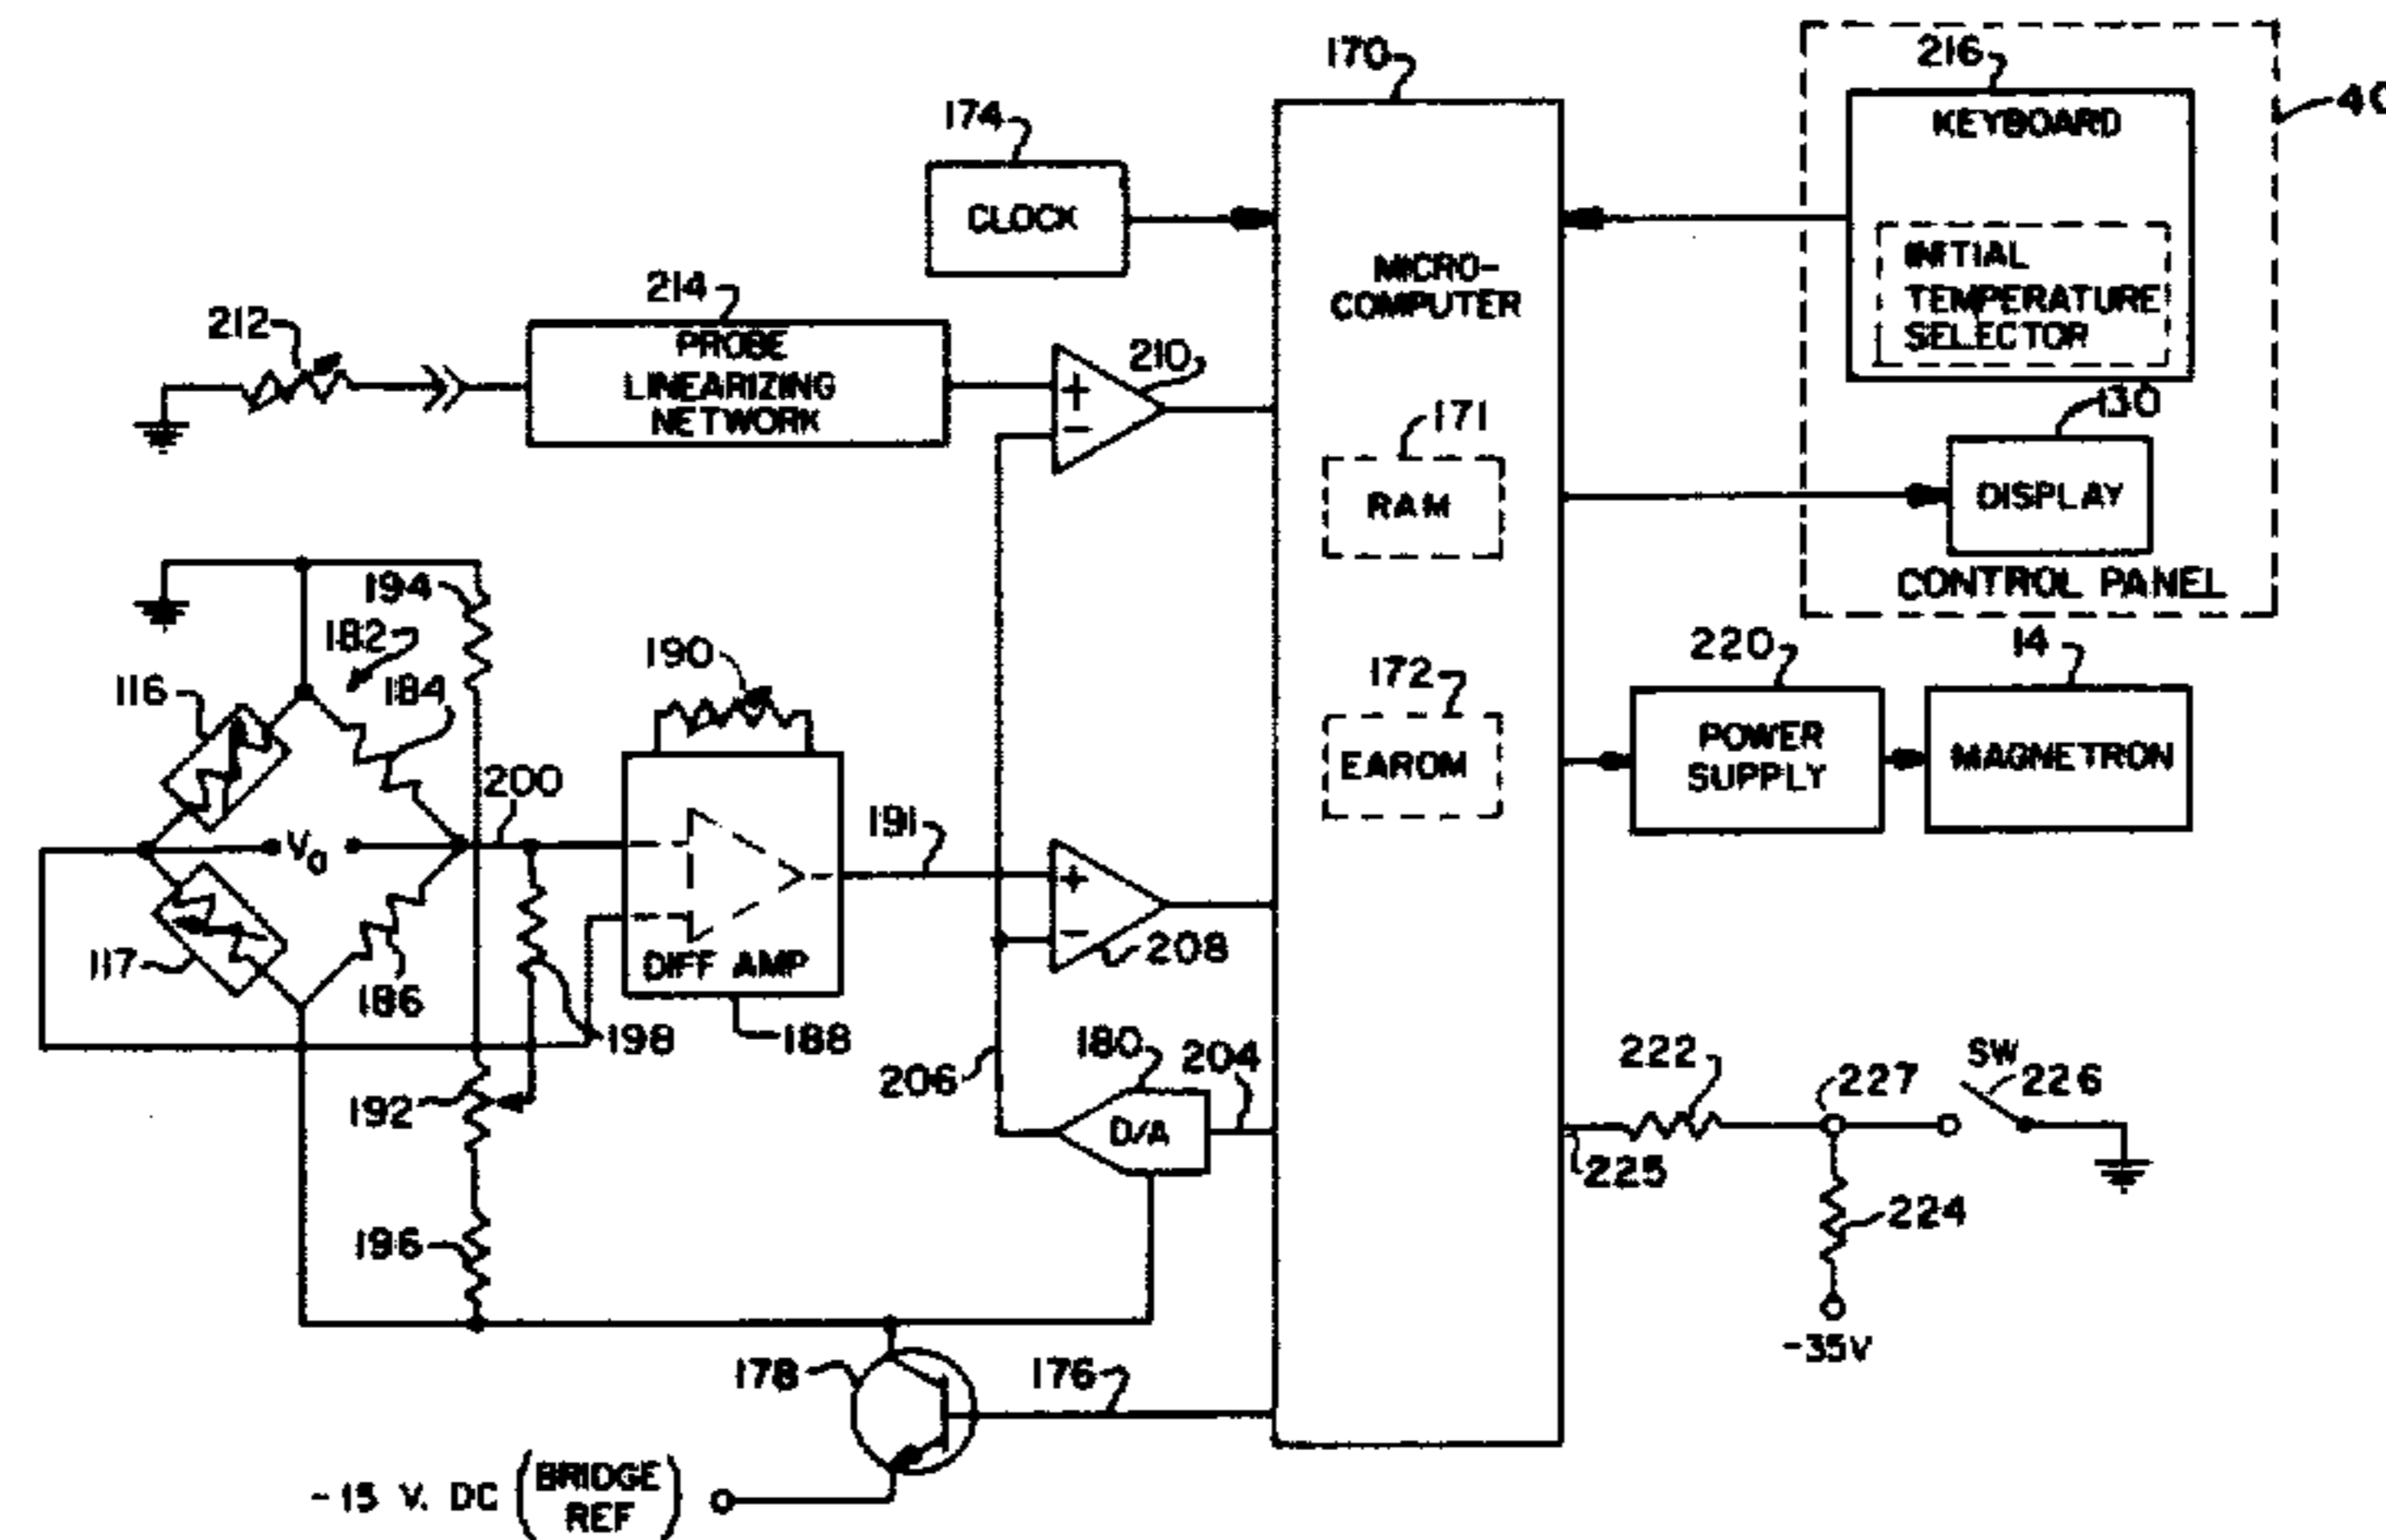 170
216
40
174
KEYBOARD
CLOCK
INITIAL
TEMPERATURE
SELECTOR
MICRO-
COMPUTER
214
212
PROBE
LINEARIZING
NETWORK
210
+
-
171
RAM
130
DISPLAY
CONTROL PANEL
194
182
184
116
190
172
EAROM
220
14
POWER
SUPPLY
MAGMETRON
200
191
Vo
+
-
208
117
186
DIFF AMP
198
188
180
204
206
D/A
192
222
227
SW
226
225
196
224
-35V
178
176
-15 V. DC (BRIDGE
REF)